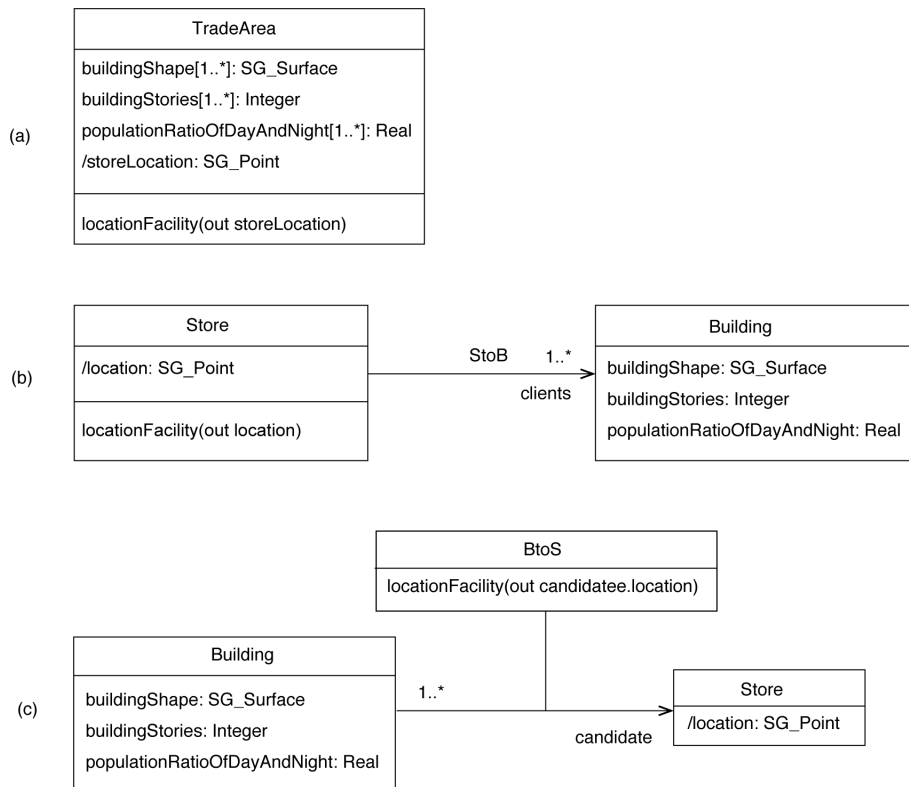 TradeArea
buildingShape[1..*]: SG_Surface
buildingStories[1..*]: Integer
populationRatioOfDayAndNight[1..*]: Real
(a)
/storeLocation: SG_Point
locationFacility(out storeLocation)
Store
Building
(b)
/location: SG_Point
StoB
1..*
clients
buildingShape: SG_Surface
buildingStories: Integer
populationRatioOfDayAndNight: Real
locationFacility(out location)
BtoS
locationFacility(out candidatee.location)
(c)
Building
buildingShape: SG_Surface
buildingStories: Integer
populationRatioOfDayAndNight: Real
1..*
candidate
Store
/location: SG_Point